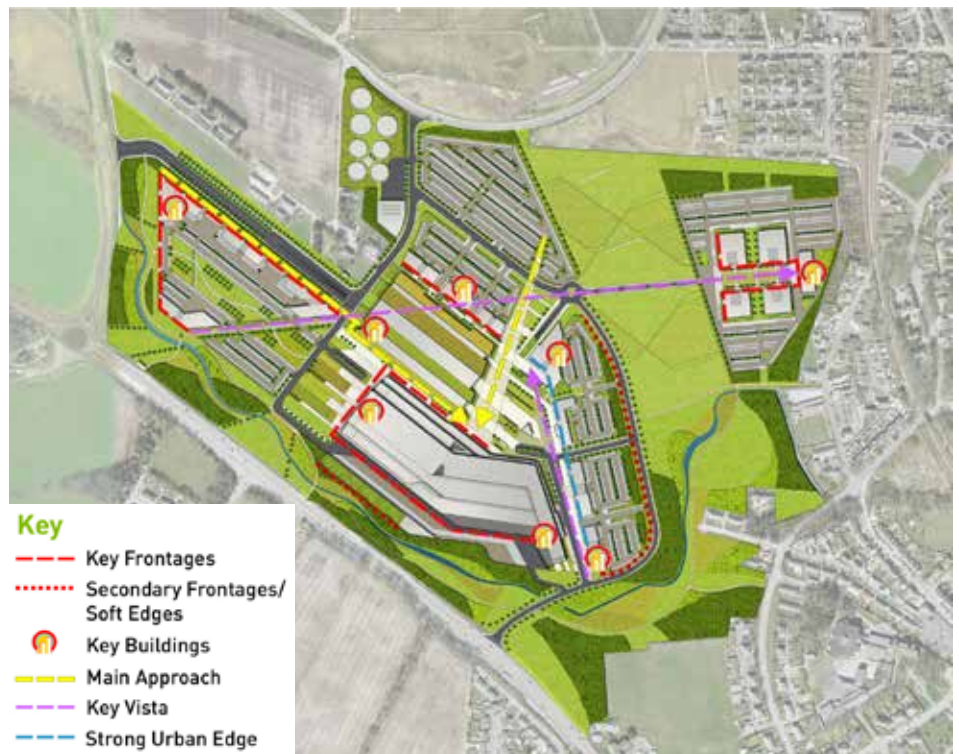 Key
Key Frontages
Secondary Frontages/
Soft Edges
Key Buildings
Main Approach
Key Vista
Strong Urban Edge